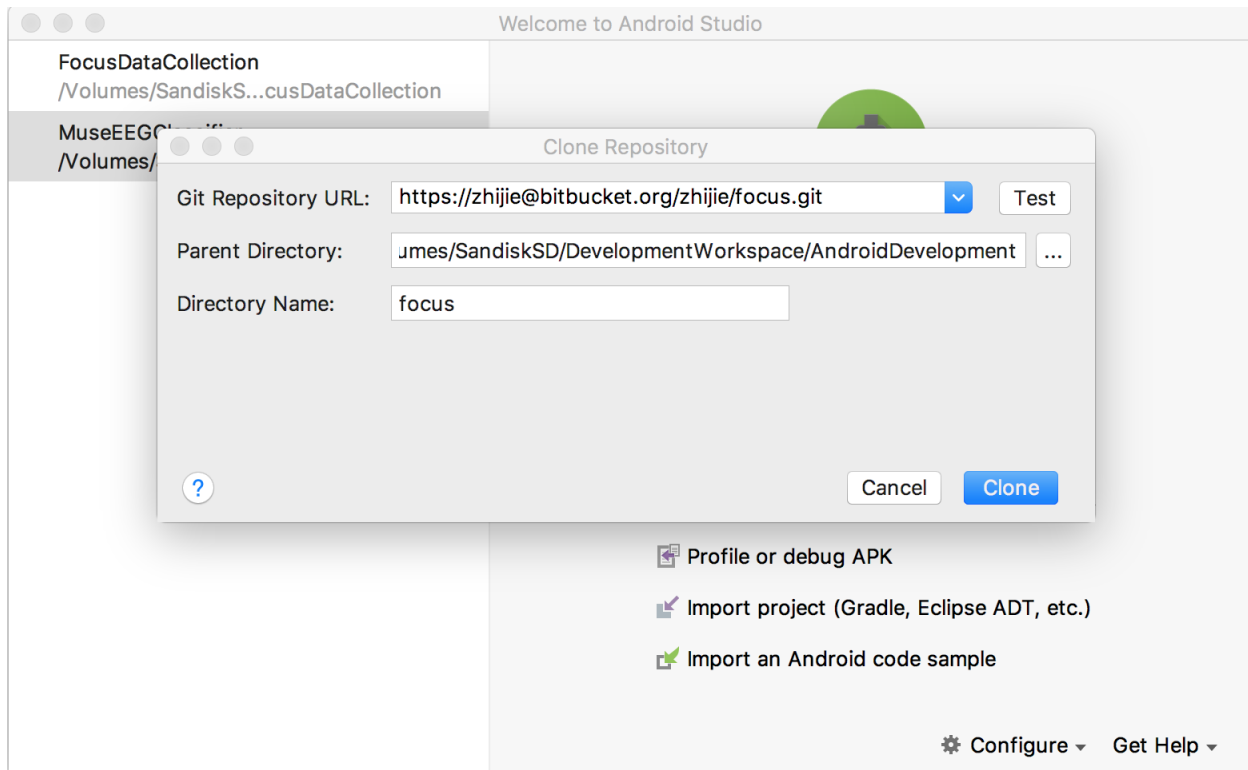 Welcome to Android Studio
FocusDataCollection
/Volumes/SandiskS...cusDataCollection
/Volumes/
Clone Repository
Git Repository URL: https://zhijie@bitbucket.org/zhijie/focus.git Test
Parent Directory: umes/SandiskSD/DevelopmentWorkspace/AndroidDevelopment ...
Directory Name: focus
? Cancel Clone
Profile or debug APK
Import project (Gradle, Eclipse ADT, etc.)
Import an Android code sample
Configure Get Help